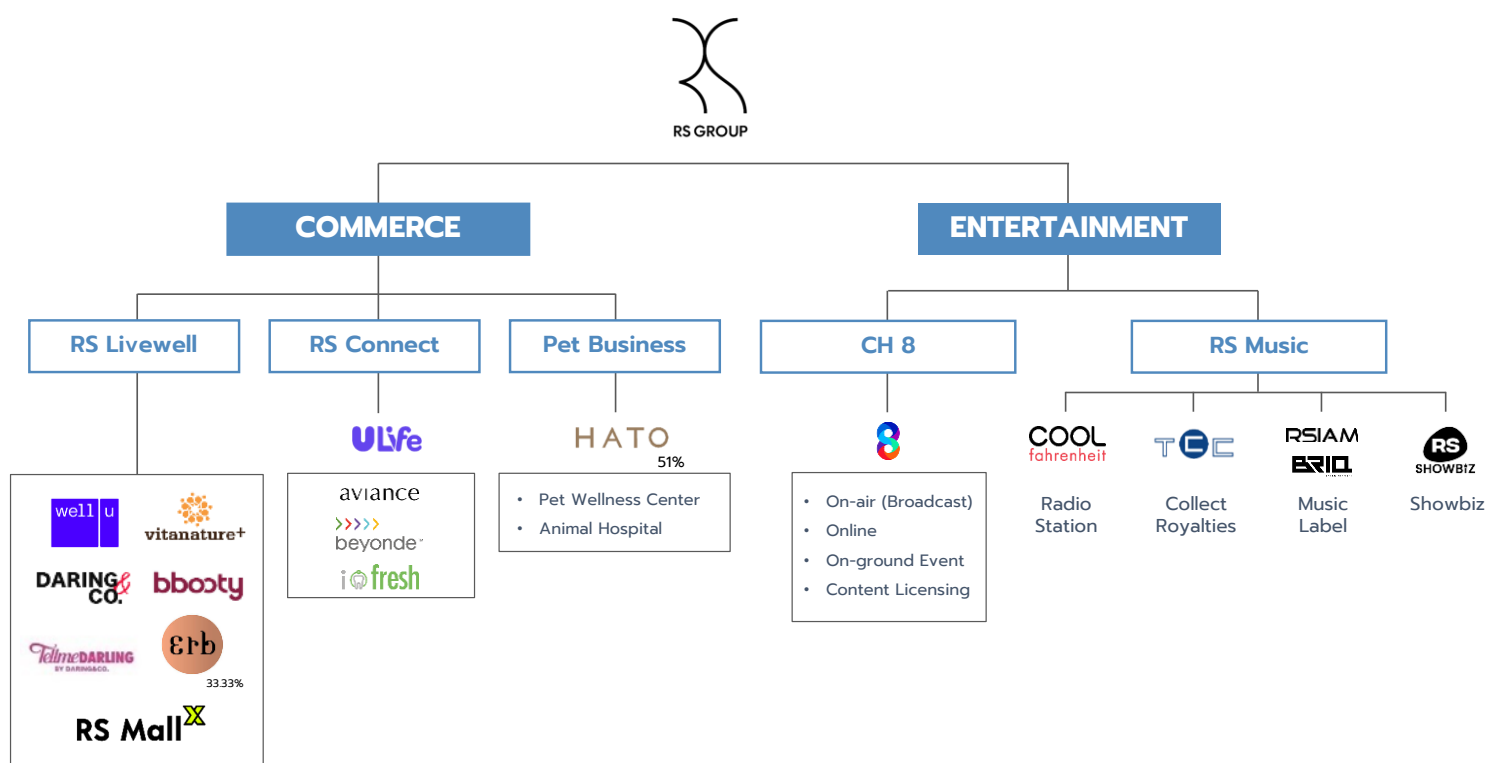 RS GROUP
COMMERCE
ENTERTAINMENT
RS Livewell
RS Connect
Pet Business
CH 8
RS Music
well u
vitanature+
DARING&
CO.
bbooty
TellmeDARLING
BY DARING&CO.
erb
33.33%
RS Mall X
ULife
aviance
beyonde
i fresh
HATO
51%
• Pet Wellness Center
• Animal Hospital
8
• On-air (Broadcast)
• Online
• On-ground Event
• Content Licensing
COOL
fahrenheit
Radio
Station
TEC
Collect
Royalties
RSIAM
BRIQ
Music
Label
RS
SHOWBIZ
Showbiz